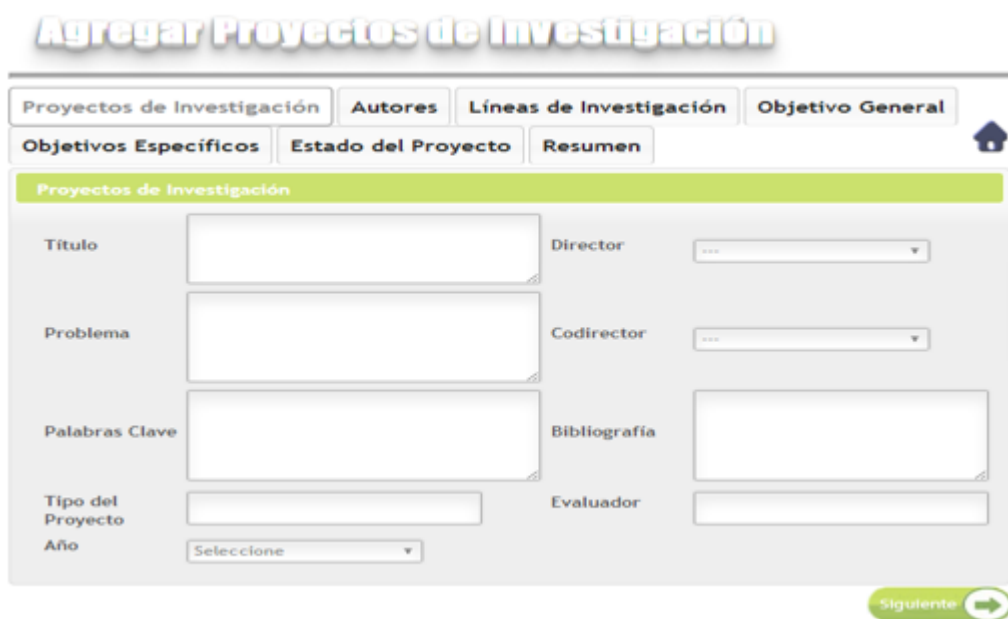 Agregar Proyectos de Investigación
Proyectos de Investigación Autores Líneas de Investigación Objetivo General
Objetivos Específicos Estado del Proyecto Resumen
Proyectos de Investigación
Título Director ---
Problema Codirector ---
Palabras Clave Bibliografía
Tipo del
Proyecto Evaluador
Año Seleccione
Siguiente